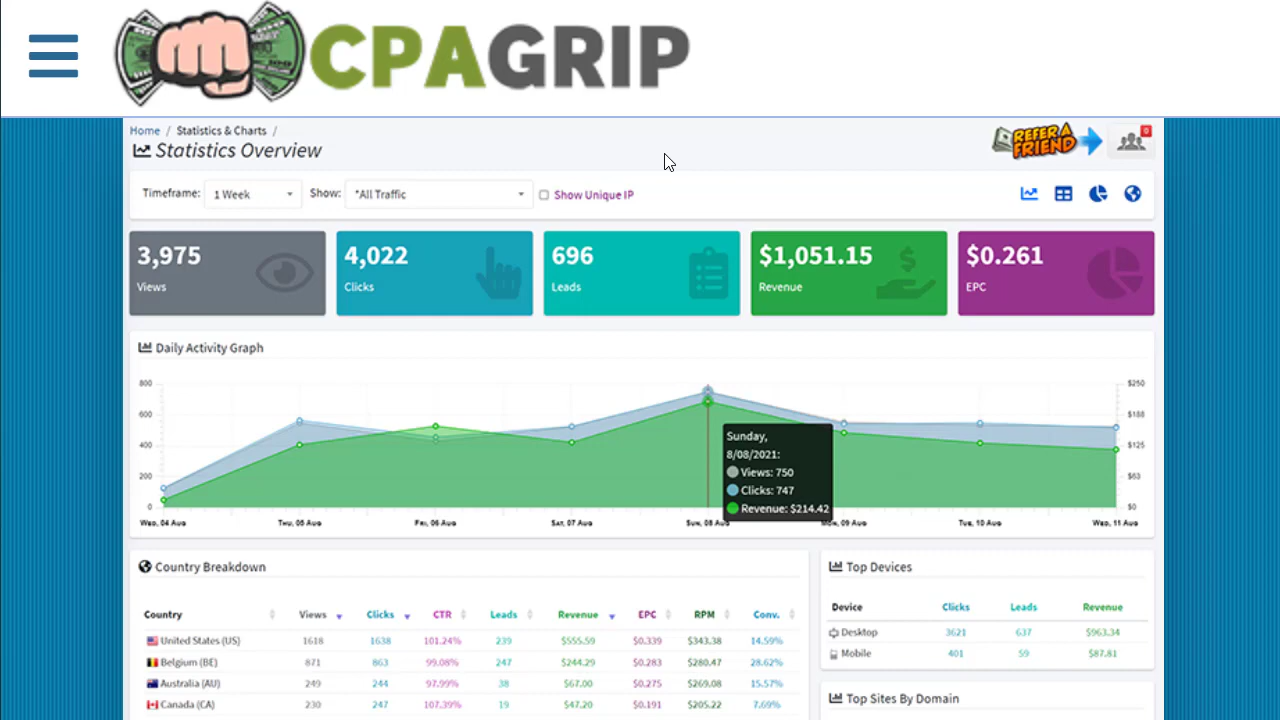 CPAGRIP
Home / Statistics & Charts /
Statistics Overview
REFER A FRIEND
0
Timeframe: 1 Week Show: *All Traffic Show Unique IP
3,975 4,022 696 $1,051.15 $0.261
Views Clicks Leads Revenue EPC
Daily Activity Graph
800 $250
600 $188
400 $125
200 $63
0 $0
Sunday,
8/08/2021:
Views: 750
Clicks: 747
Revenue: $214.42
Wed, 04 Aug Thu, 05 Aug Fri, 06 Aug Sat, 07 Aug Sun, 08 Aug Mon, 09 Aug Tue, 10 Aug Wed, 11 Aug
Country Breakdown
Country Views Clicks CTR Leads Revenue EPC RPM Conv.
United States (US) 1618 1638 101.24% 239 $555.59 $0.339 $343.38 14.59%
Belgium (BE) 871 863 99.08% 247 $244.29 $0.283 $280.47 28.62%
Australia (AU) 249 244 97.99% 38 $67.00 $0.275 $269.08 15.57%
Canada (CA) 230 247 107.39% 19 $47.20 $0.191 $205.22 7.69%
Top Devices
Device Clicks Leads Revenue
Desktop 3621 637 $963.34
Mobile 401 59 $87.81
Top Sites By Domain